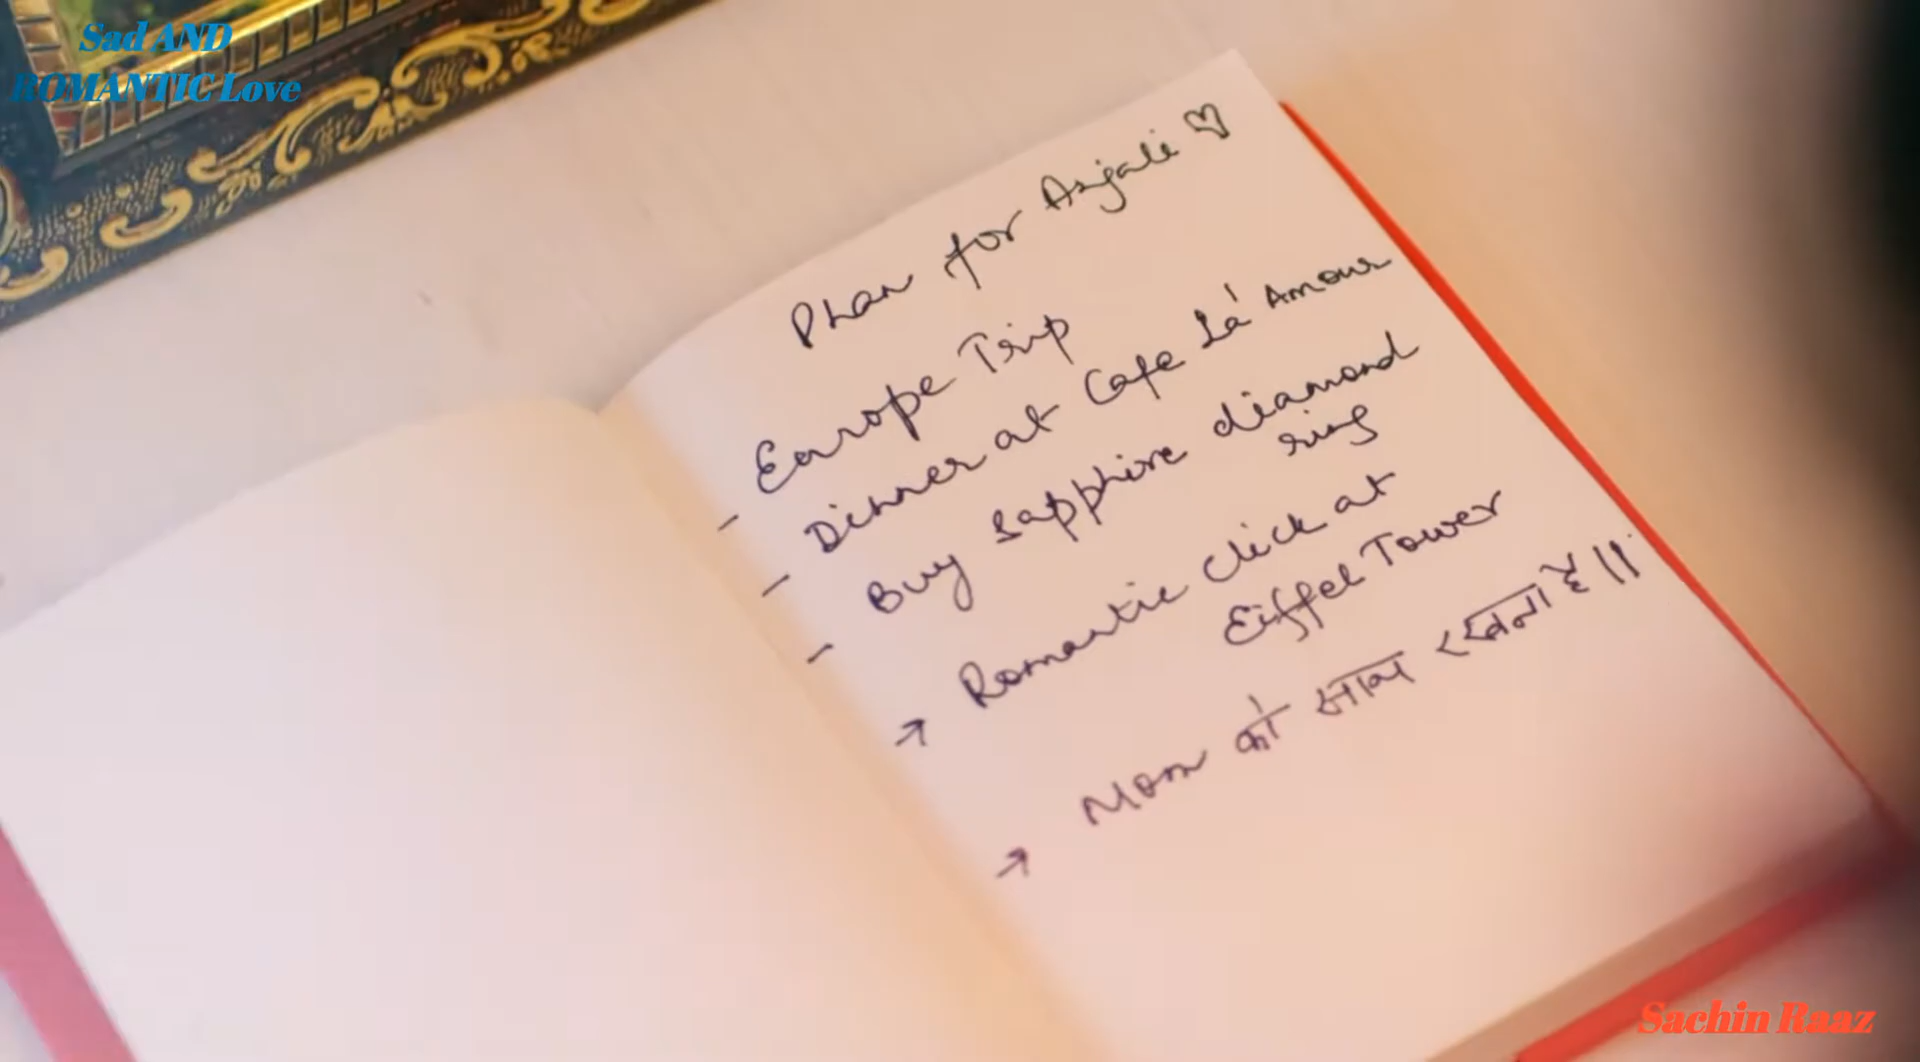 Sad AND
ROMANTIC Love
Plan for Anjali ♡
- Europe Trip
- Dinner at Cafe Lá Amour
- Buy sapphire diamond
ring
→ Romantic click at
Eiffel Tower
→ Mom को साथ रखना है ||
Sachin Raaz